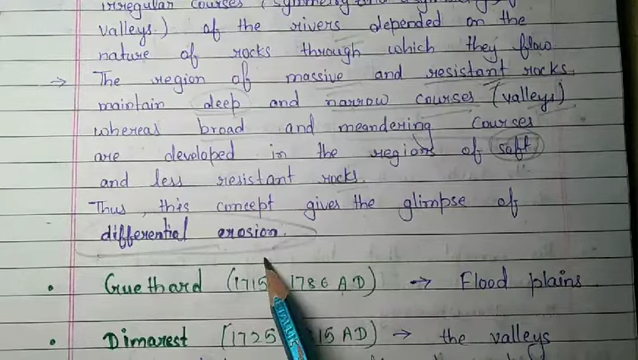 irregular courses (symmetry
valleys.) of the rivers depended on the
nature of rocks through which they flow
→ The region of massive and resistant rocks
maintain deep and narrow courses (valleys)
whereas broad and meandering courses
are developed in the regions of soft
and less resistant rocks.
Thus, this concept gives the glimpse of
differential erosion.
• Guethard (1715 1786 AD) → Flood plains.
• Dimarest (1725 15 AD) → the valleys